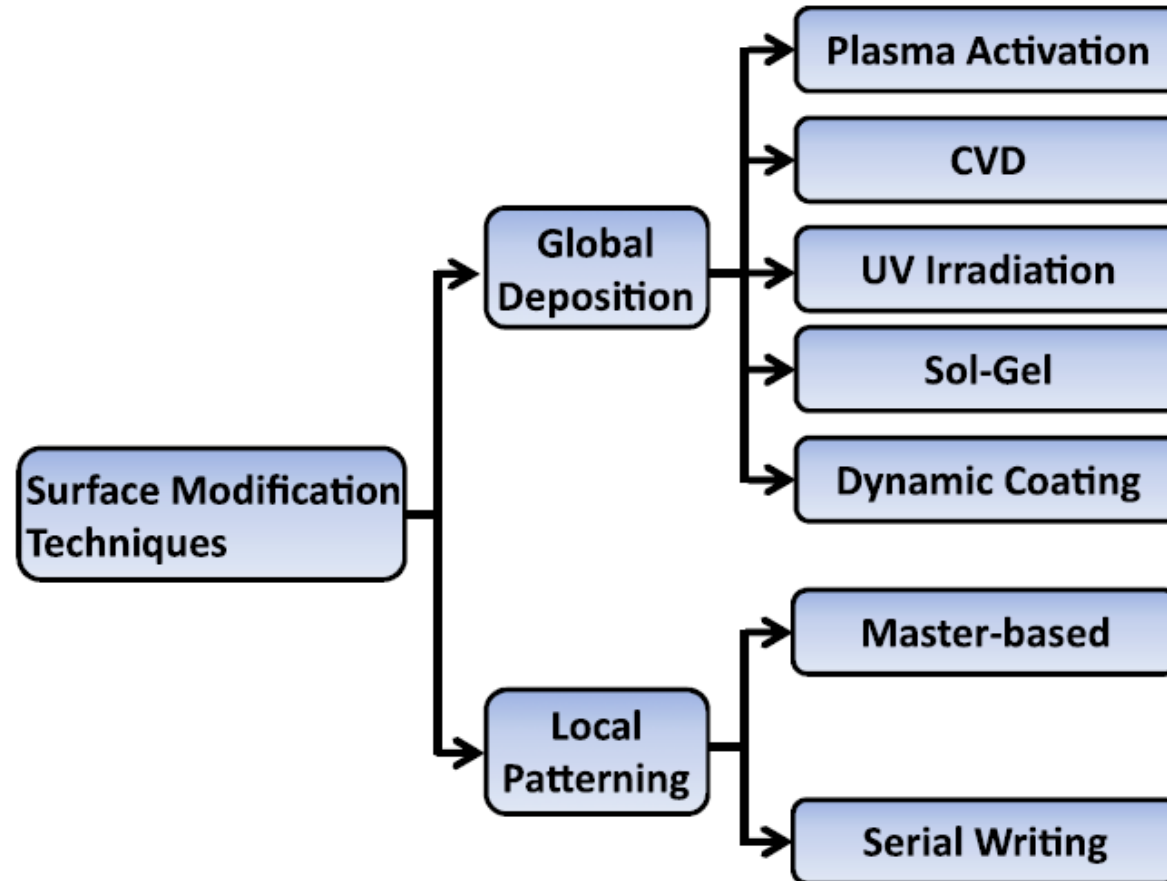 Plasma Activation
CVD
Global
Deposition
UV Irradiation
Sol-Gel
Surface Modification
Techniques
Dynamic Coating
Master-based
Local
Patterning
Serial Writing